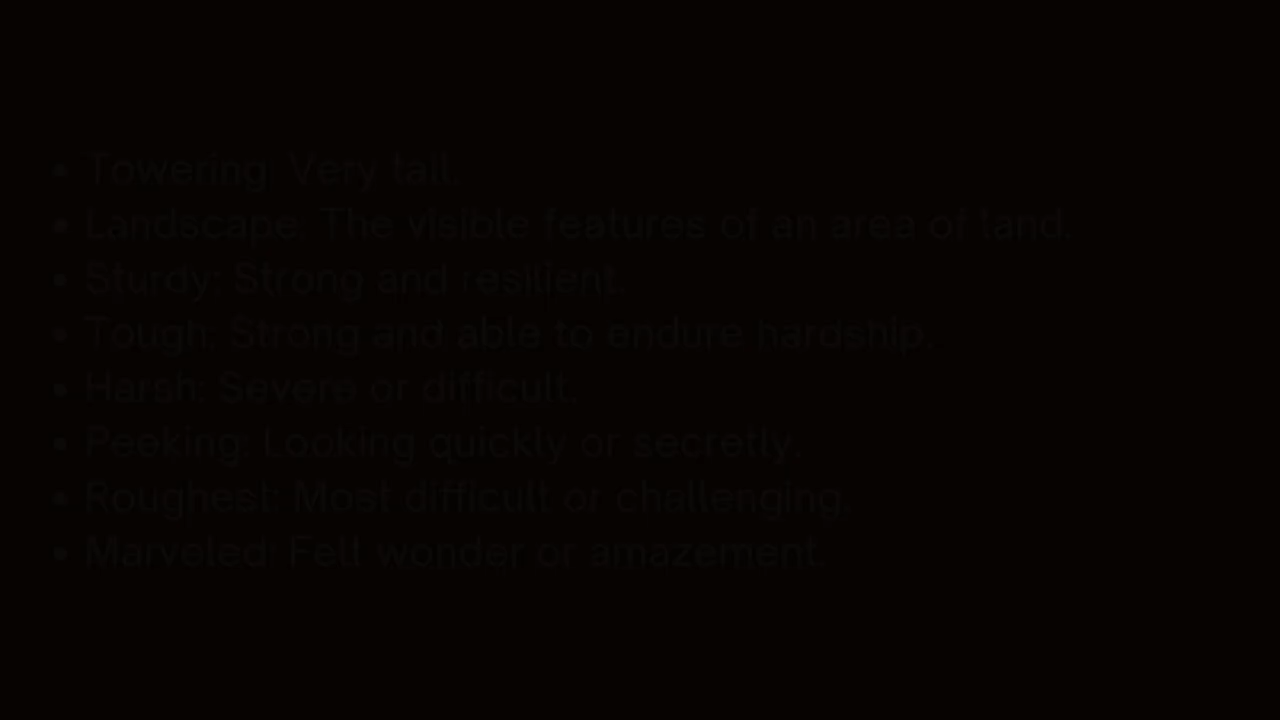 • Towering: Very tall.
• Landscape: The visible features of an area of land.
• Sturdy: Strong and resilient.
• Tough: Strong and able to endure hardship.
• Harsh: Severe or difficult.
• Peeking: Looking quickly or secretly.
• Roughest: Most difficult or challenging.
• Marveled: Felt wonder or amazement.